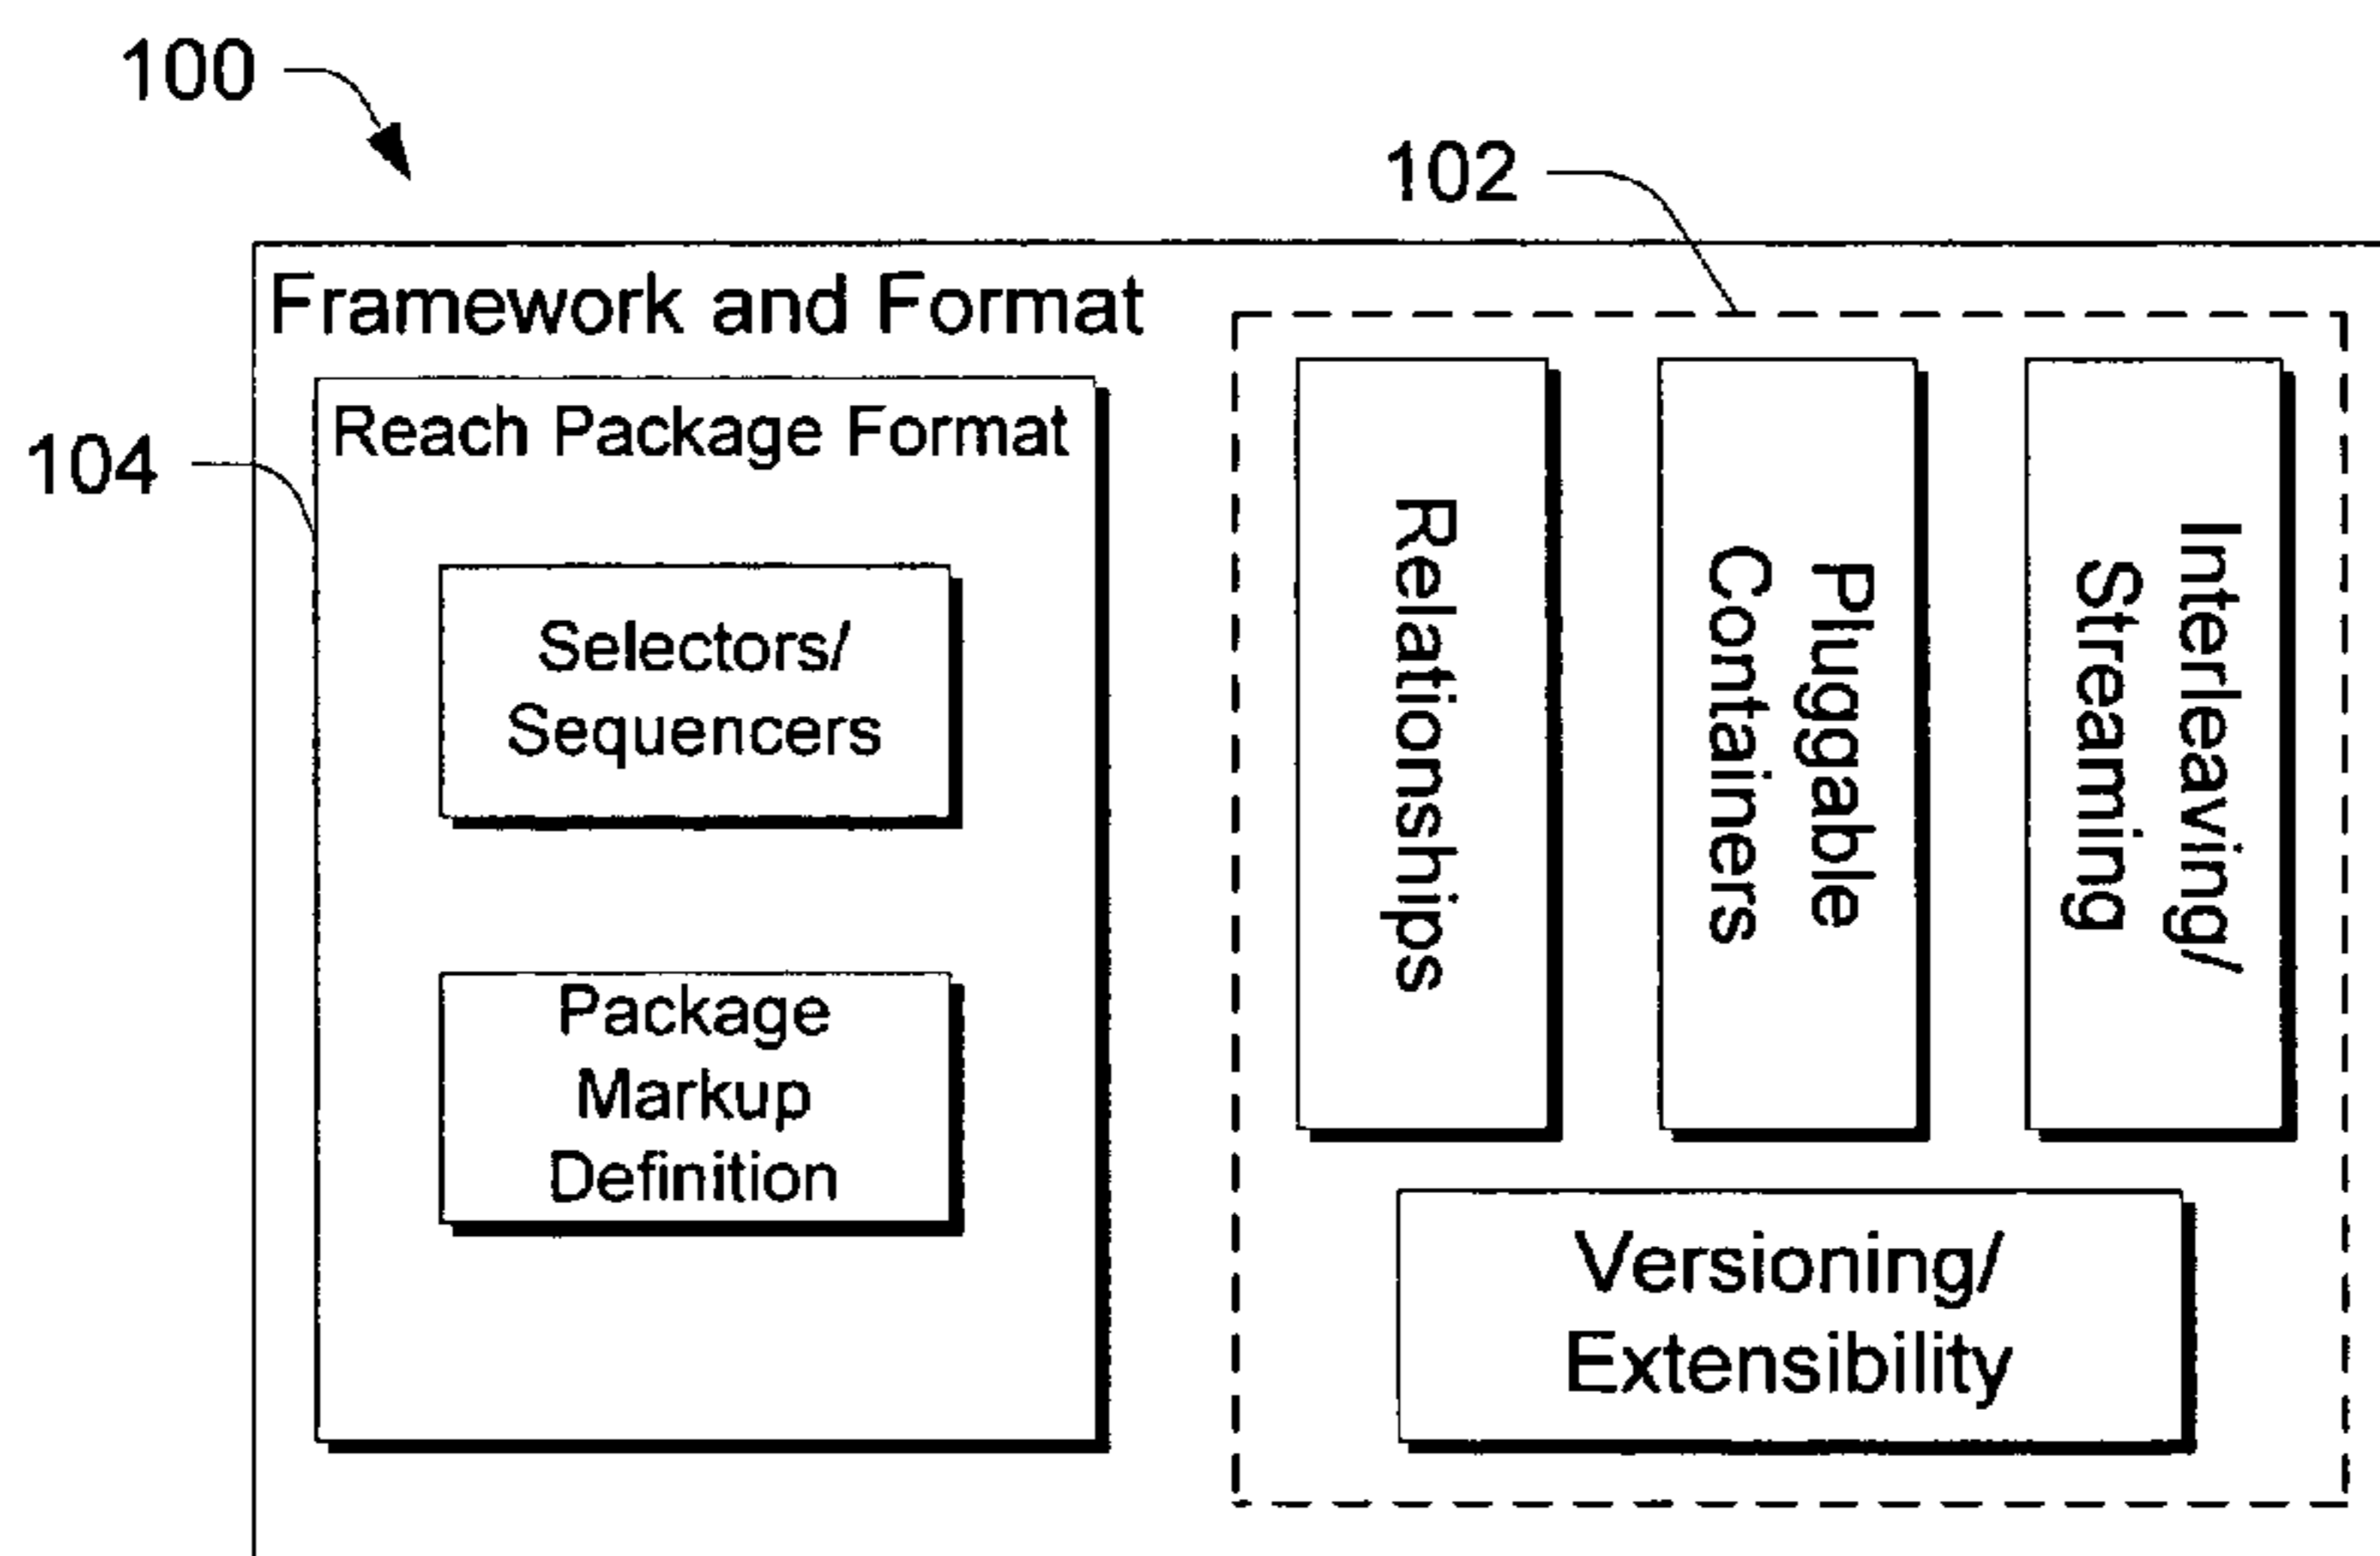 100
102
Framework and Format
104
Reach Package Format
Selectors/
Sequencers
Package
Markup
Definition
Relationships
Pluggable
Containers
Interleaving/
Streaming
Versioning/
Extensibility